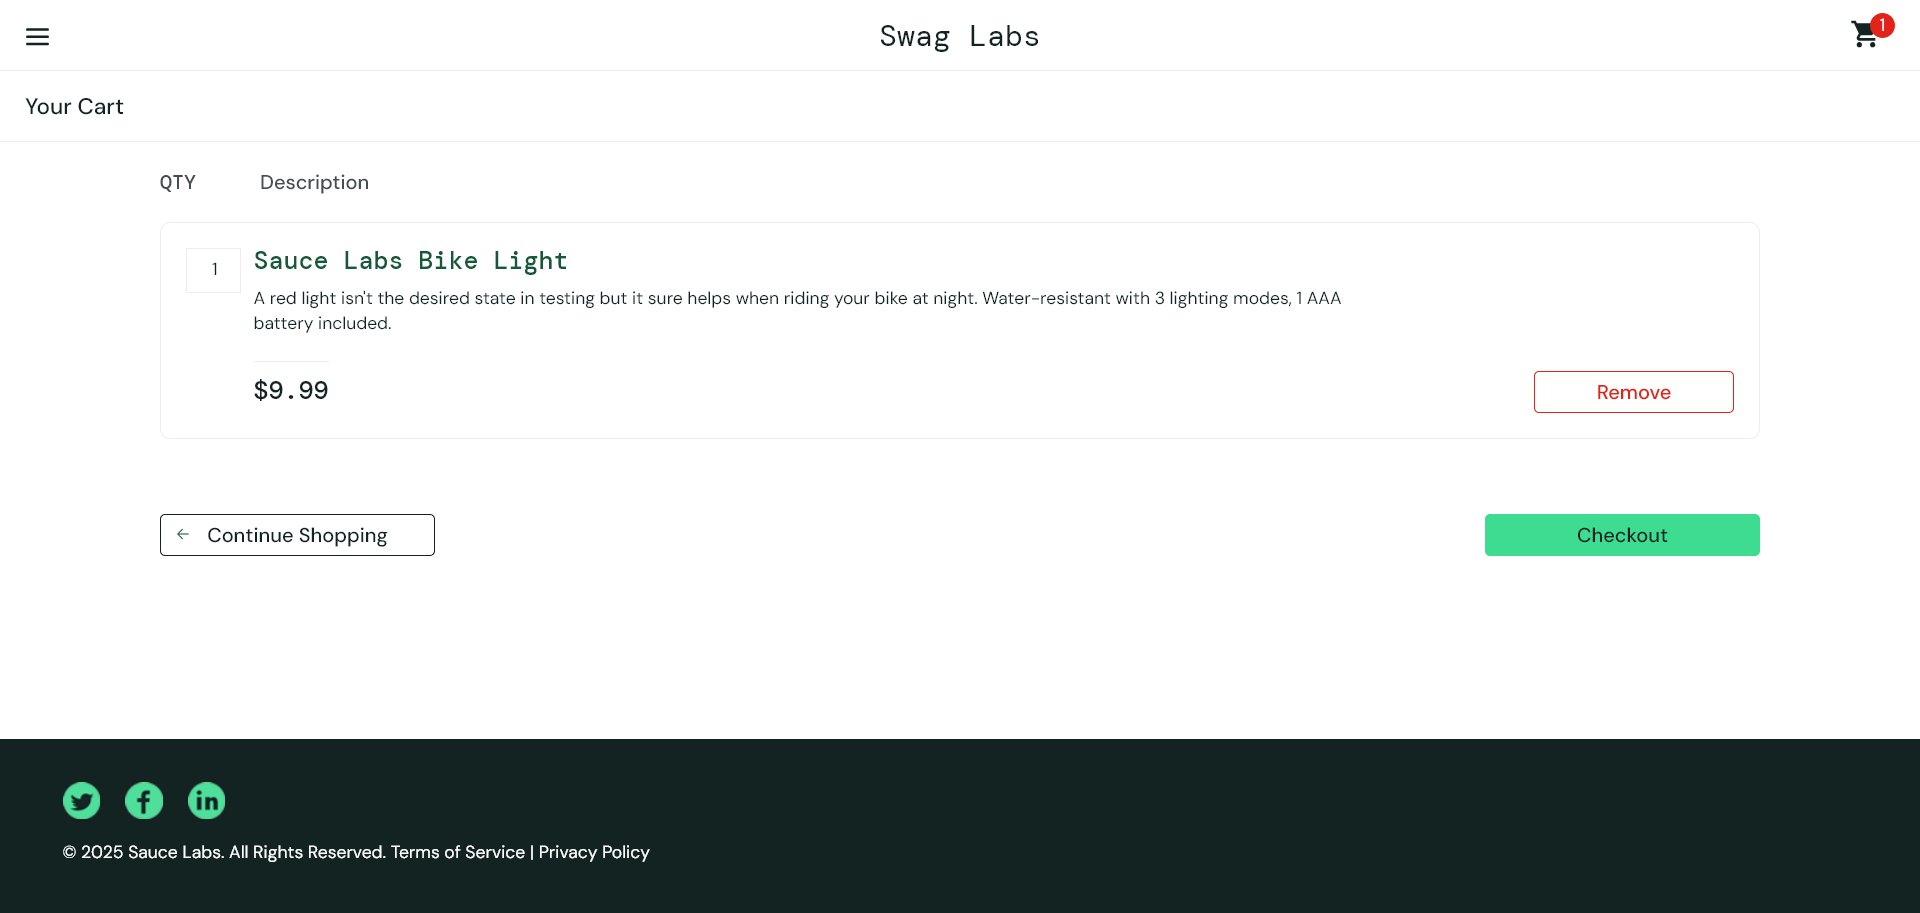 Swag Labs
1
Your Cart
QTY Description
1
Sauce Labs Bike Light
A red light isn't the desired state in testing but it sure helps when riding your bike at night. Water-resistant with 3 lighting modes, 1 AAA
battery included.
$9.99
Remove
Continue Shopping
Checkout
© 2025 Sauce Labs. All Rights Reserved. Terms of Service | Privacy Policy